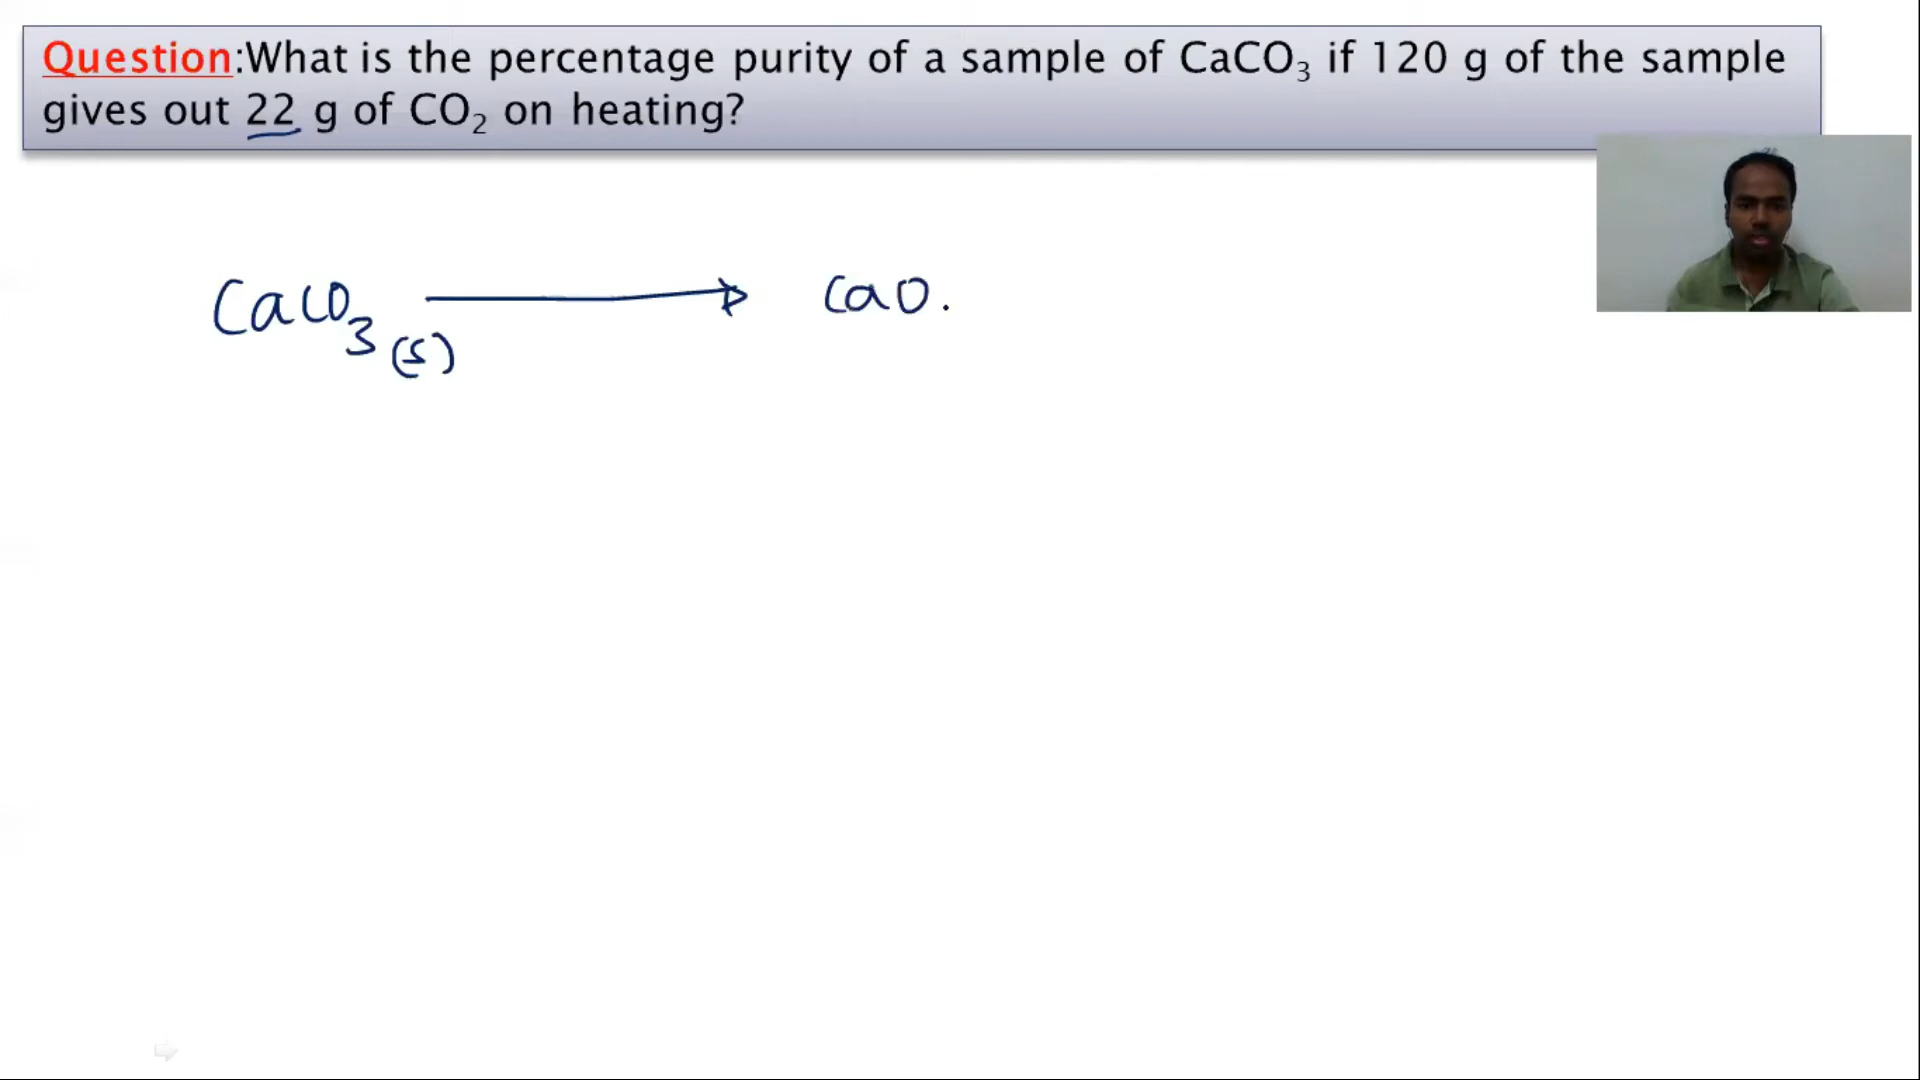 Question:What is the percentage purity of a sample of CaCO₃ if 120 g of the sample
gives out 22 g of CO₂ on heating?
CaCO₃(s) → CaO.